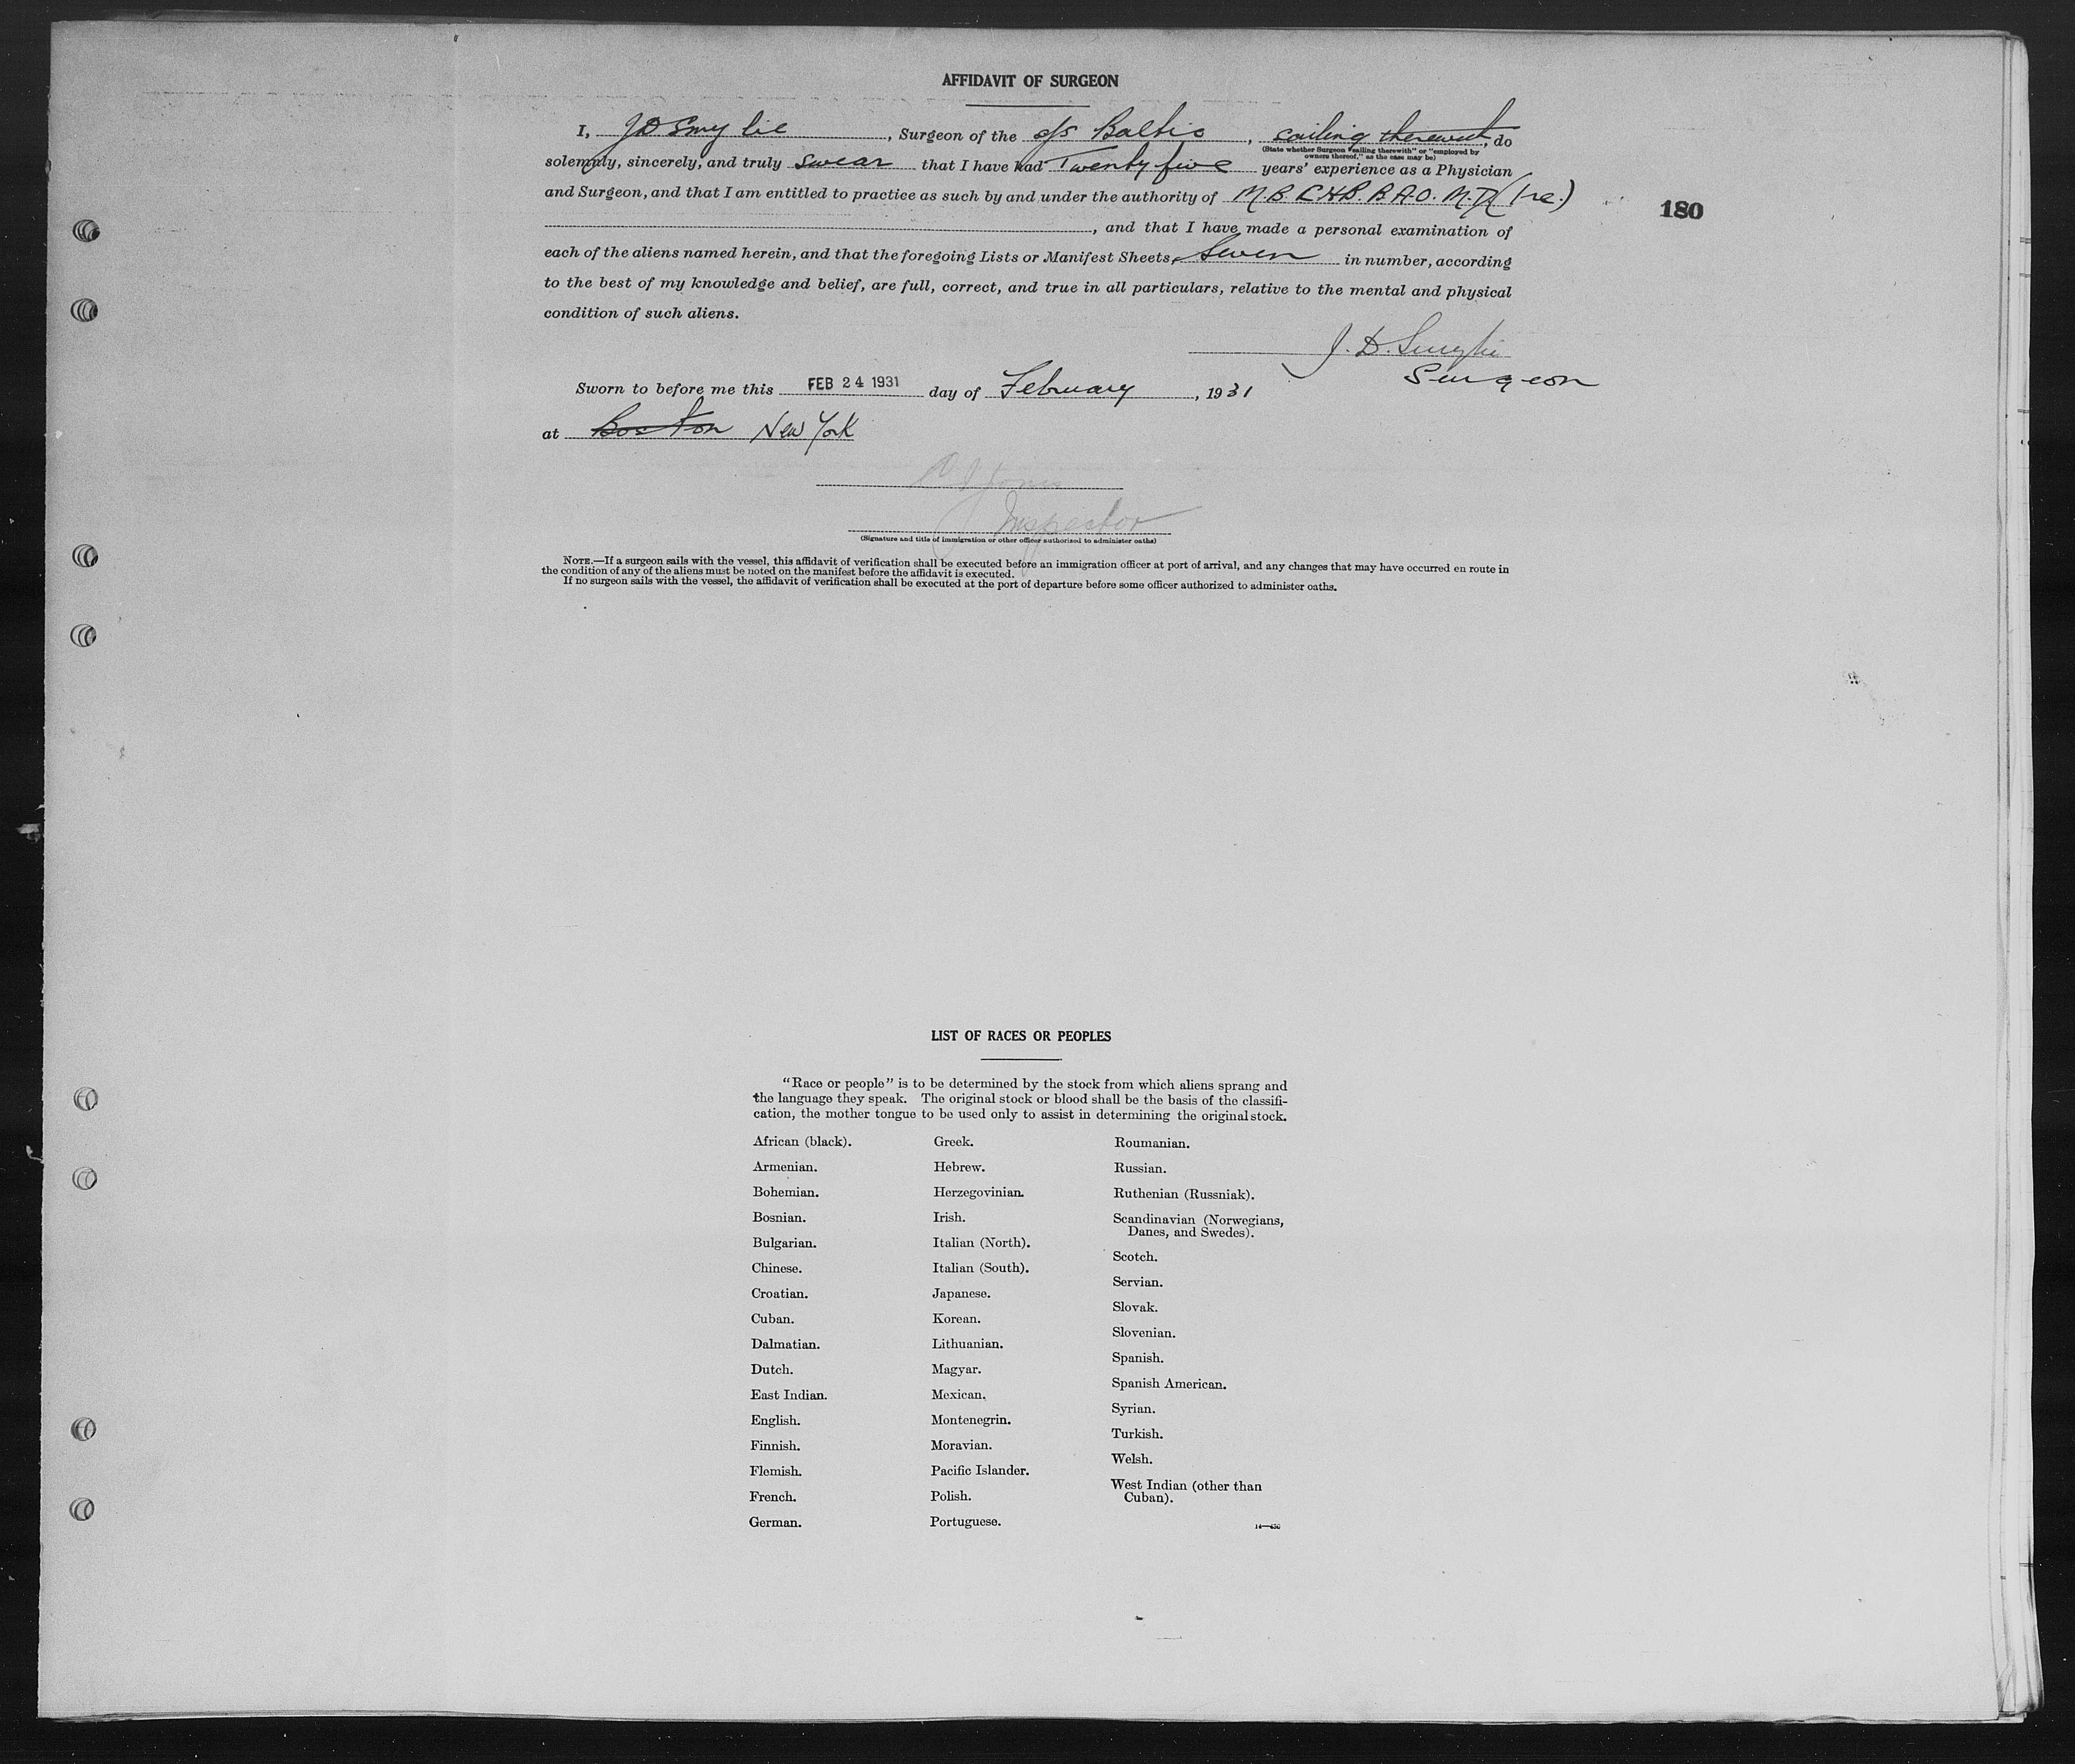 AFFIDAVIT OF SURGEON
I, J D Smylie, Surgeon of the s/s Baltic, sailing therewith, do
(State whether Surgeon "sailing therewith" or "employed by
owners thereof," as the case may be)
solemnly, sincerely, and truly swear that I have had Twenty five years' experience as a Physician
and Surgeon, and that I am entitled to practice as such by and under the authority of M.B. C.H.B. B.A.O. (Ire.)
180
, and that I have made a personal examination of
each of the aliens named herein, and that the foregoing Lists or Manifest Sheets, Seven in number, according
to the best of my knowledge and belief, are full, correct, and true in all particulars, relative to the mental and physical
condition of such aliens.
J. D. Smylie
Surgeon
Sworn to before me this FEB 24 1931 day of February, 1931
at Boston New York
Inspector
(Signature and title of immigration or other officer authorized to administer oaths)
NOTE.—If a surgeon sails with the vessel, this affidavit of verification shall be executed before an immigration officer at port of arrival, and any changes that may have occurred en route in
the condition of any of the aliens must be noted on the manifest before the affidavit is executed.
If no surgeon sails with the vessel, the affidavit of verification shall be executed at the port of departure before some officer authorized to administer oaths.
LIST OF RACES OR PEOPLES
"Race or people" is to be determined by the stock from which aliens sprang and
the language they speak. The original stock or blood shall be the basis of the classifi-
cation, the mother tongue to be used only to assist in determining the original stock.
African (black).
Armenian.
Bohemian.
Bosnian.
Bulgarian.
Chinese.
Croatian.
Cuban.
Dalmatian.
Dutch.
East Indian.
English.
Finnish.
Flemish.
French.
German.
Greek.
Hebrew.
Herzegovinian.
Irish.
Italian (North).
Italian (South).
Japanese.
Korean.
Lithuanian.
Magyar.
Mexican.
Montenegrin.
Moravian.
Pacific Islander.
Polish.
Portuguese.
Roumanian.
Russian.
Ruthenian (Russniak).
Scandinavian (Norwegians,
Danes, and Swedes).
Scotch.
Servian.
Slovak.
Slovenian.
Spanish.
Spanish American.
Syrian.
Turkish.
Welsh.
West Indian (other than
Cuban).